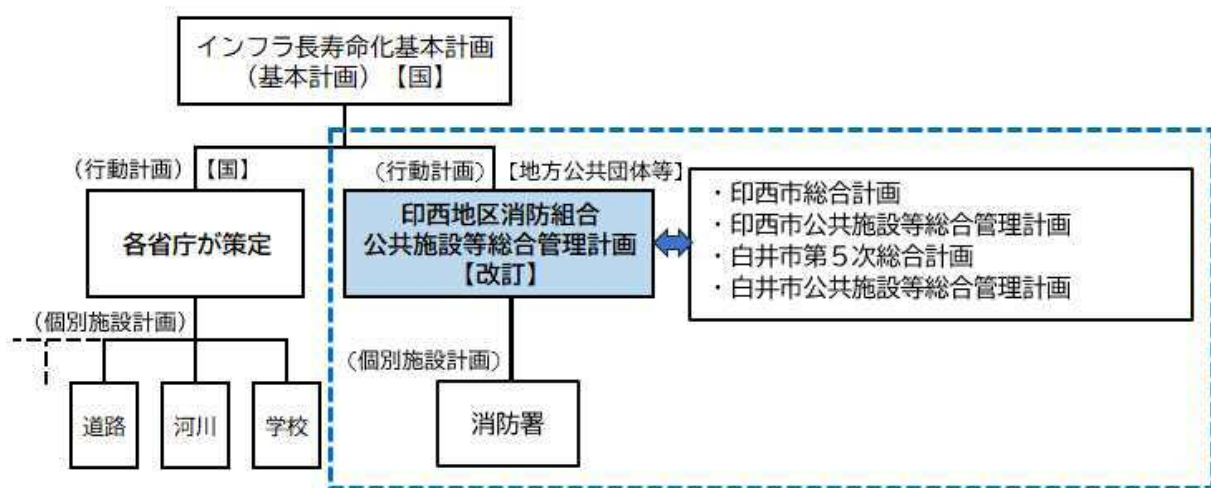 インフラ長寿命化基本計画
（基本計画）【国】
（行動計画）【国】
（行動計画）【地方公共団体等】
各省庁が策定
印西地区消防組合
公共施設等総合管理計画
【改訂】
・印西市総合計画
・印西市公共施設等総合管理計画
・白井市第５次総合計画
・白井市公共施設等総合管理計画
（個別施設計画）
（個別施設計画）
道路
河川
学校
消防署